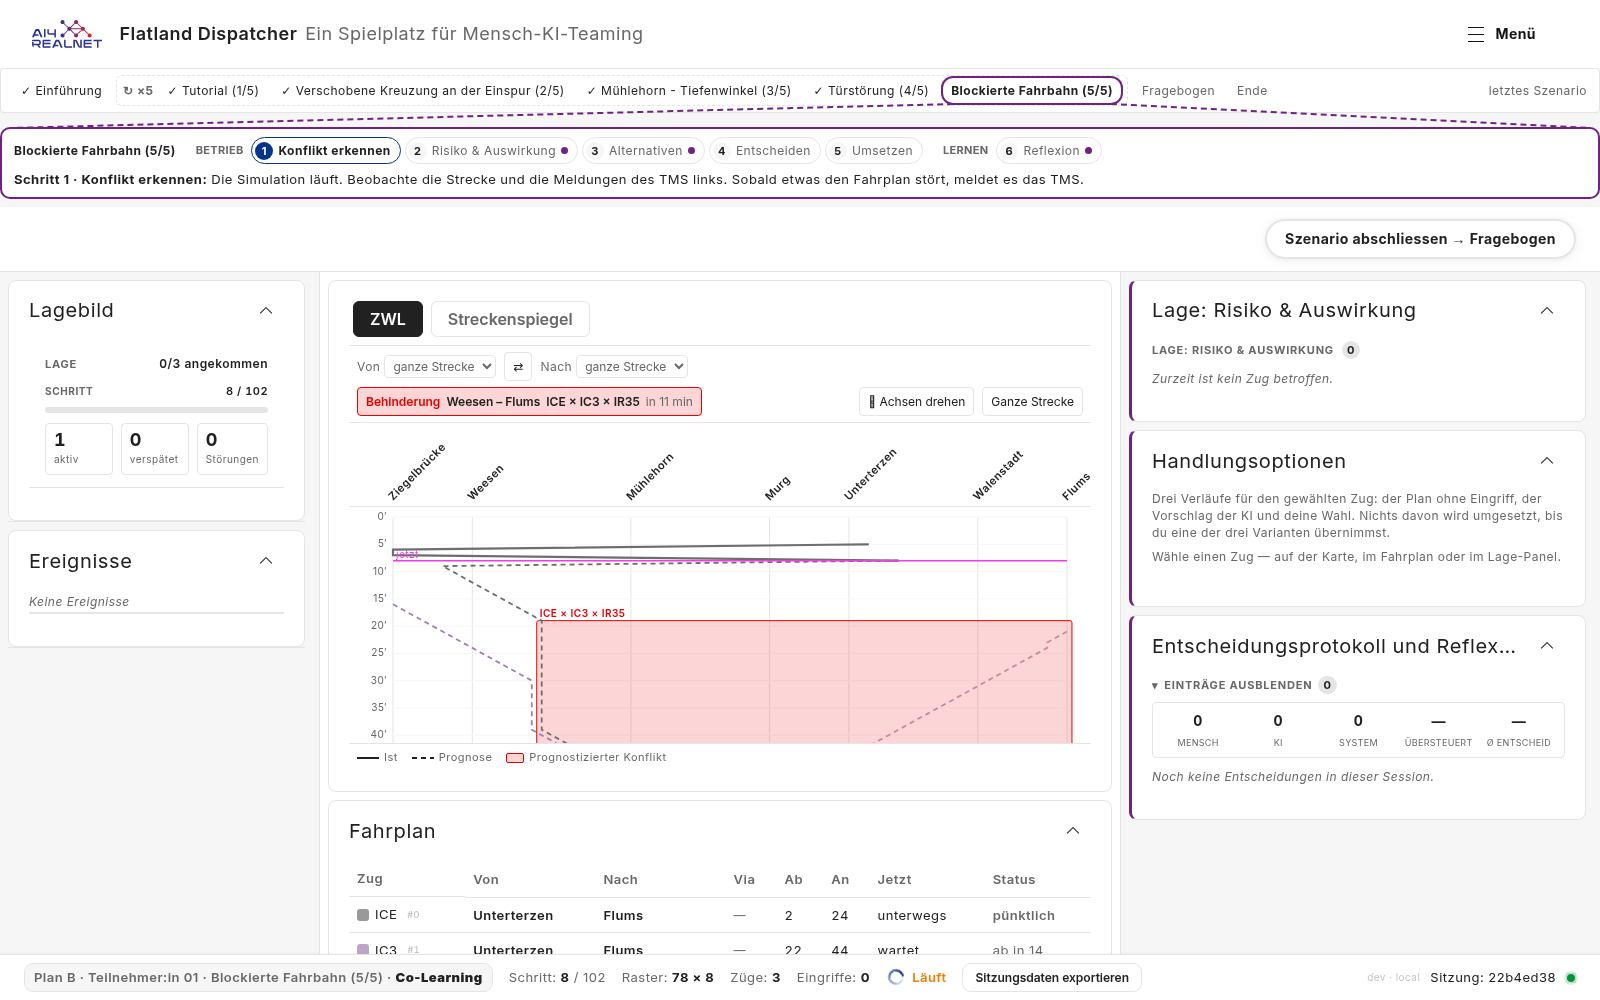 AI4
REALNET
Flatland Dispatcher Ein Spielplatz für Mensch-KI-Teaming
Menü
✓ Einführung
↻ ×5
✓ Tutorial (1/5)
✓ Verschobene Kreuzung an der Einspur (2/5)
✓ Mühlehorn - Tiefenwinkel (3/5)
✓ Türstörung (4/5)
Blockierte Fahrbahn (5/5)
Fragebogen
Ende
letztes Szenario
Blockierte Fahrbahn (5/5)
BETRIEB
1 Konflikt erkennen
2 Risiko & Auswirkung
3 Alternativen
4 Entscheiden
5 Umsetzen
LERNEN
6 Reflexion
Schritt 1 · Konflikt erkennen: Die Simulation läuft. Beobachte die Strecke und die Meldungen des TMS links. Sobald etwas den Fahrplan stört, meldet es das TMS.
Szenario abschliessen → Fragebogen
Lagebild
LAGE 0/3 angekommen
SCHRITT 8 / 102
1 aktiv
0 verspätet
0 Störungen
Ereignisse
Keine Ereignisse
ZWL
Streckenspiegel
Von ganze Strecke ⇄ Nach ganze Strecke
Behinderung Weesen – Flums ICE × IC3 × IR35 in 11 min
Achsen drehen
Ganze Strecke
Ziegelbrücke
Weesen
Mühlehorn
Murg
Unterterzen
Walenstadt
Flums
0'
5'
jetzt
10'
15'
ICE × IC3 × IR35
20'
25'
30'
35'
40'
Ist
Prognose
Prognostizierter Konflikt
Fahrplan
Zug Von Nach Via Ab An Jetzt Status
ICE #0 Unterterzen Flums — 2 24 unterwegs pünktlich
IC3 #1 Unterterzen Flums — 22 44 wartet ab in 14
Lage: Risiko & Auswirkung
LAGE: RISIKO & AUSWIRKUNG 0
Zurzeit ist kein Zug betroffen.
Handlungsoptionen
Drei Verläufe für den gewählten Zug: der Plan ohne Eingriff, der
Vorschlag der KI und deine Wahl. Nichts davon wird umgesetzt, bis
du eine der drei Varianten übernimmst.
Wähle einen Zug — auf der Karte, im Fahrplan oder im Lage-Panel.
Entscheidungsprotokoll und Reflex...
▾ EINTRÄGE AUSBLENDEN 0
0 MENSCH
0 KI
0 SYSTEM
— ÜBERSTEUERT
— Ø ENTSCHEID
Noch keine Entscheidungen in dieser Session.
Plan B · Teilnehmer:in 01 · Blockierte Fahrbahn (5/5) · Co-Learning
Schritt: 8 / 102
Raster: 78 × 8
Züge: 3
Eingriffe: 0
Läuft
Sitzungsdaten exportieren
dev · local
Sitzung: 22b4ed38